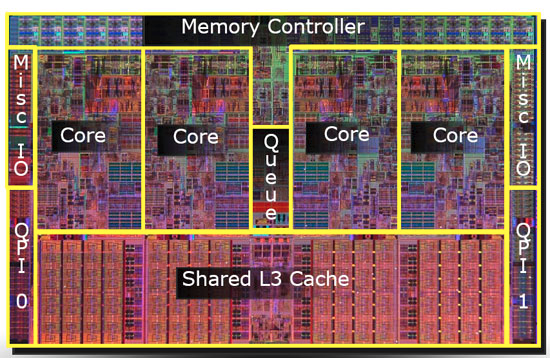 Memory Controller
Misc IO
Core
Core
Queue
Core
Core
Misc IO
QPI 0
Shared L3 Cache
QPI 1